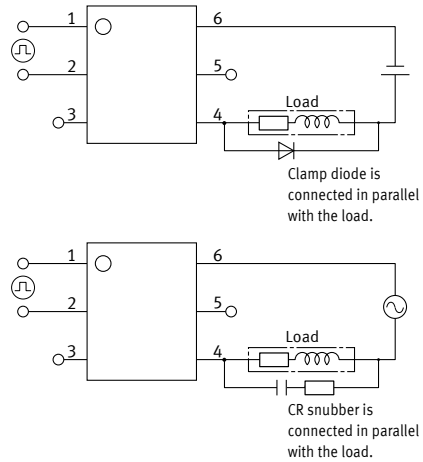 1 6
2 5
3 4
Load
Clamp diode is
connected in parallel
with the load.
1 6
2 5
3 4
Load
CR snubber is
connected in parallel
with the load.